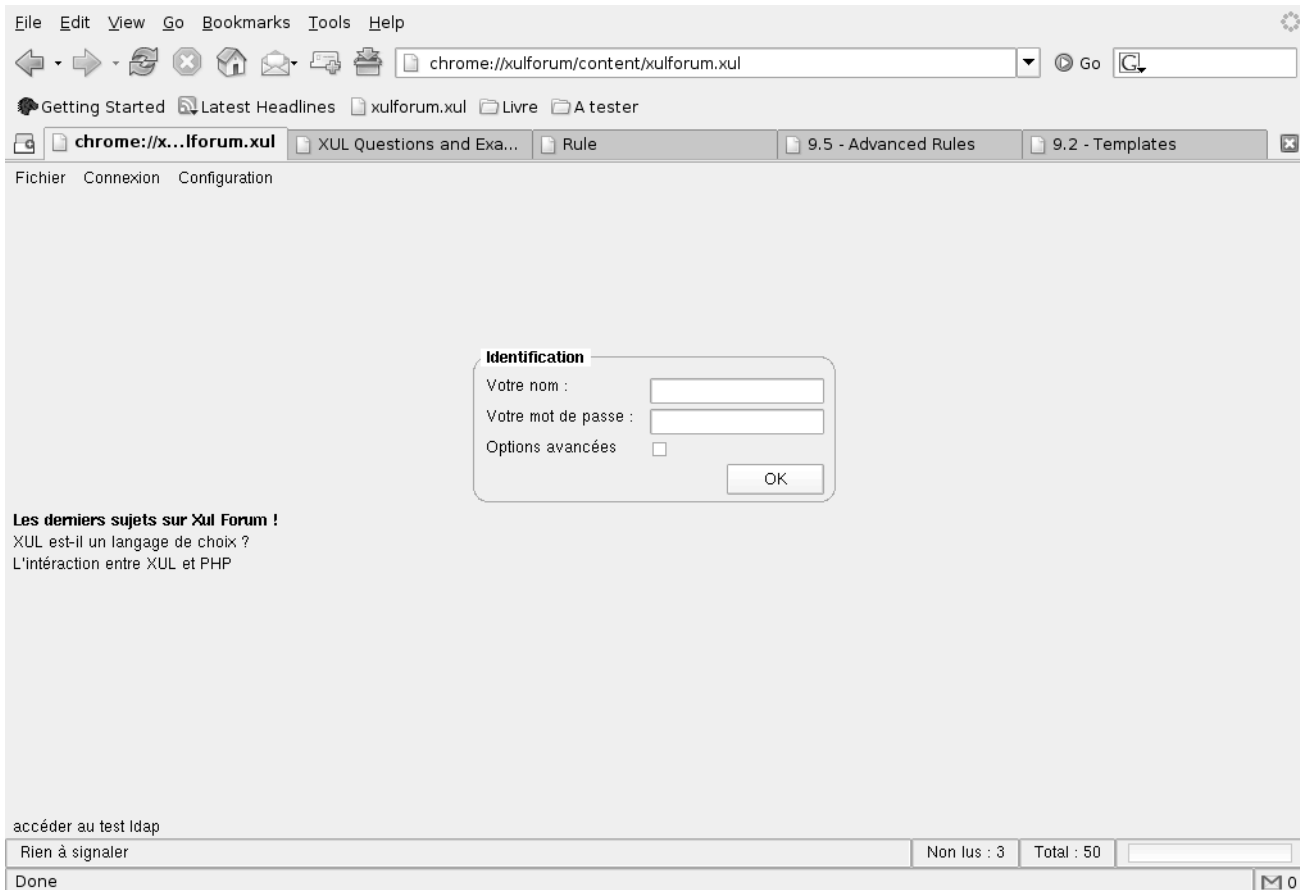 File Edit View Go Bookmarks Tools Help
chrome://xulforum/content/xulforum.xul Go G
Getting Started Latest Headlines xulforum.xul Livre A tester
chrome://x...lforum.xul XUL Questions and Exa... Rule 9.5 - Advanced Rules 9.2 - Templates
Fichier Connexion Configuration
Identification
Votre nom :
Votre mot de passe :
Options avancées
OK
Les derniers sujets sur Xul Forum !
XUL est-il un langage de choix ?
L'intéraction entre XUL et PHP
accéder au test ldap
Rien à signaler Non lus : 3 Total : 50
Done 0